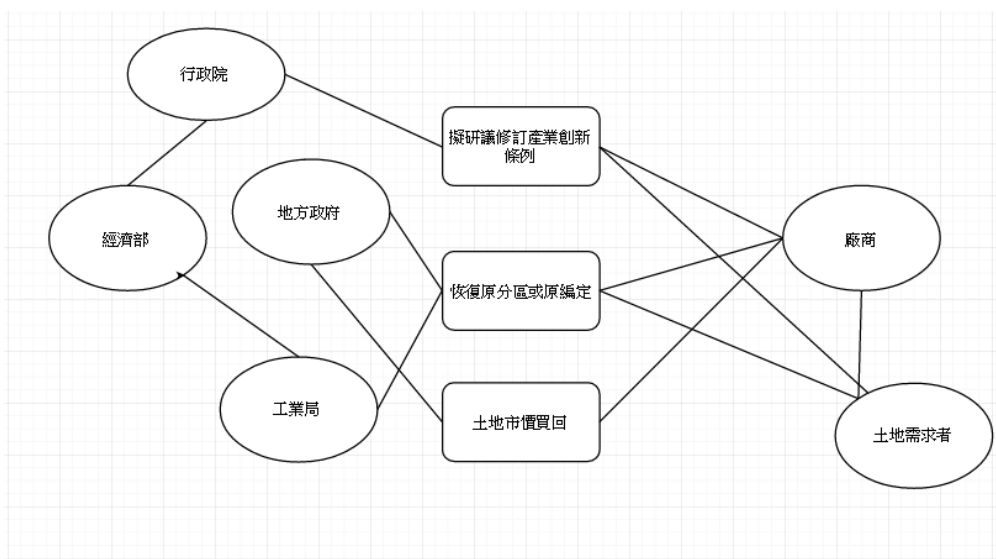 行政院
擬研議修訂產業創新
條例
地方政府
經濟部
廠商
恢復原分區或原編定
工業局
土地市價買回
土地需求者